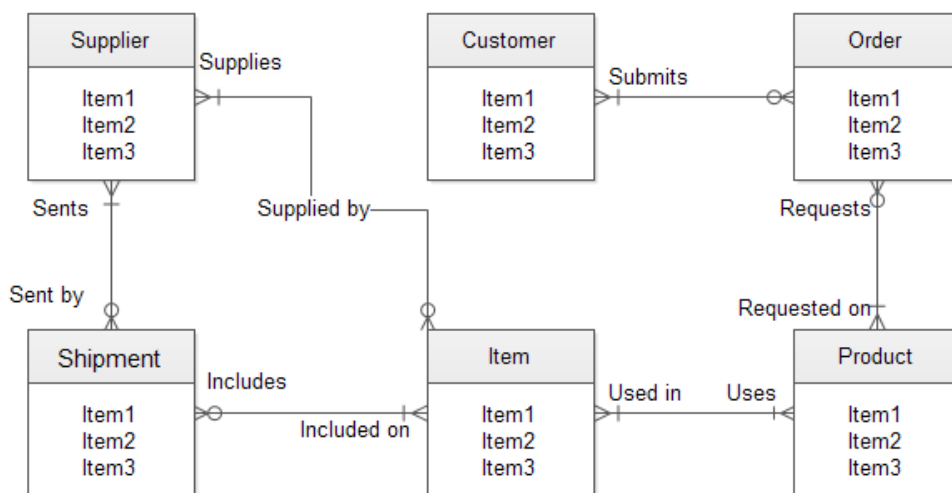 Supplier
Item1
Item2
Item3
Supplies
Customer
Item1
Item2
Item3
Submits
Order
Item1
Item2
Item3
Sents
Supplied by
Requests
Sent by
Requested on
Shipment
Item1
Item2
Item3
Includes
Included on
Item
Item1
Item2
Item3
Used in
Uses
Product
Item1
Item2
Item3